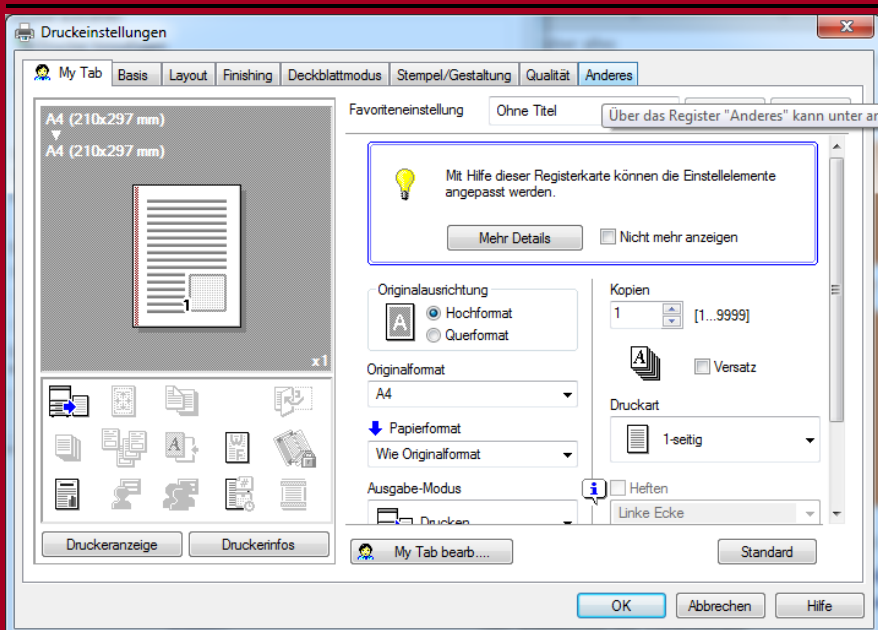 Druckeinstellungen
My Tab Basis Layout Finishing Deckblattmodus Stempel/Gestaltung Qualität Anderes
A4 (210x297 mm)
A4 (210x297 mm)
1
x1
Druckeranzeige Druckerinfos
Favoriteneinstellung Ohne Titel
Über das Register "Anderes" kann unter an
Mit Hilfe dieser Registerkarte können die Einstellelemente
angepasst werden.
Mehr Details Nicht mehr anzeigen
Originalausrichtung
A
Hochformat
Querformat
Originalformat
A4
Papierformat
Wie Originalformat
Ausgabe-Modus
Drucken
Kopien
1 [1...9999]
Versatz
Druckart
1-seitig
Heften
Linke Ecke
My Tab bearb.... Standard
OK Abbrechen Hilfe